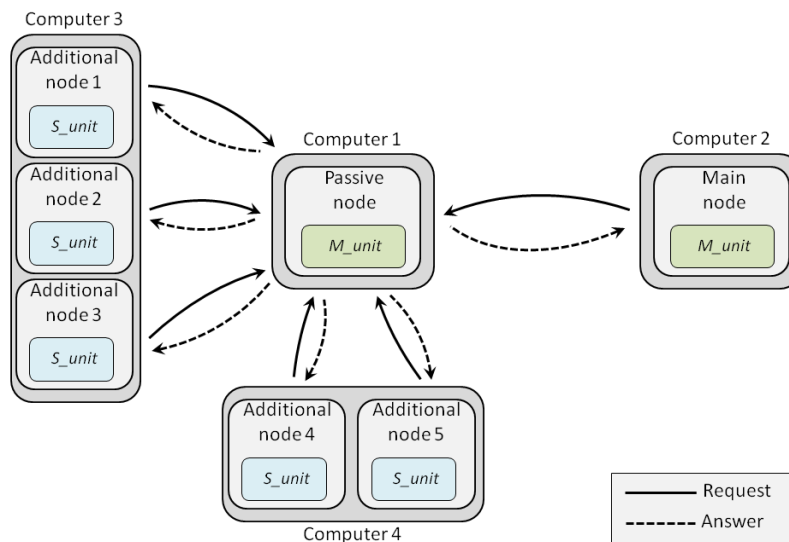 Computer 3
Additional
node 1
S_unit
Additional
node 2
S_unit
Additional
node 3
S_unit
Computer 1
Passive
node
M_unit
Computer 2
Main
node
M_unit
Additional
node 4
S_unit
Additional
node 5
S_unit
Computer 4
Request
Answer